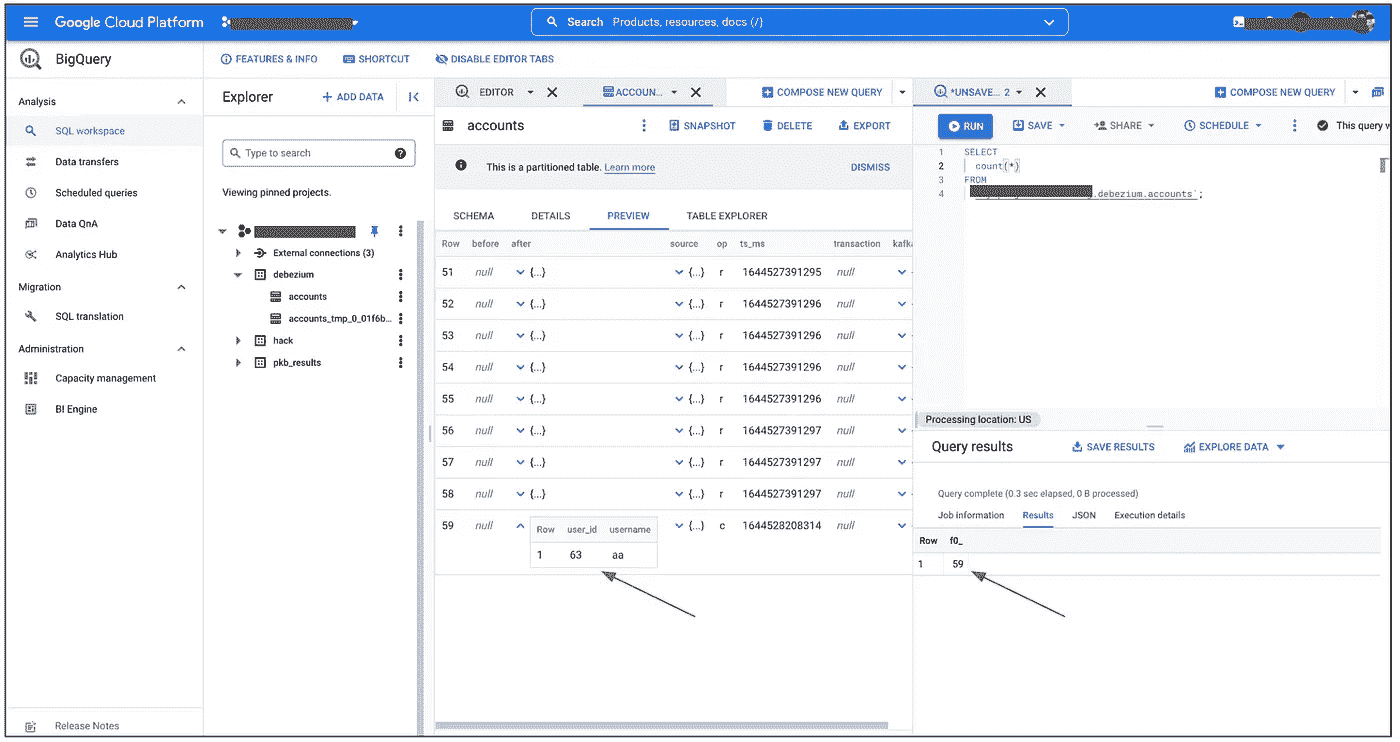 Google Cloud Platform
Search Products, resources, docs (/)
BigQuery
FEATURES & INFO
SHORTCUT
DISABLE EDITOR TABS
Analysis
SQL workspace
Data transfers
Scheduled queries
Data QnA
Analytics Hub
Migration
SQL translation
Administration
Capacity management
BI Engine
Release Notes
Explorer
+ ADD DATA
Type to search
Viewing pinned projects.
External connections (3)
debezium
accounts
accounts_tmp_0_01f6b...
hack
pkb_results
EDITOR
ACCOUN...
COMPOSE NEW QUERY
accounts
SNAPSHOT
DELETE
EXPORT
This is a partitioned table. Learn more
DISMISS
SCHEMA DETAILS PREVIEW TABLE EXPLORER
Row before after source op ts_ms transaction kafka
51 null {...} {...} r 1644527391295 null
52 null {...} {...} r 1644527391296 null
53 null {...} {...} r 1644527391296 null
54 null {...} {...} r 1644527391296 null
55 null {...} {...} r 1644527391296 null
56 null {...} {...} r 1644527391297 null
57 null {...} {...} r 1644527391297 null
58 null {...} {...} r 1644527391297 null
59 null {...} c 1644528208314 null
Row user_id username
1 63 aa
*UNSAVE... 2
COMPOSE NEW QUERY
RUN
SAVE
SHARE
SCHEDULE
This query
1 SELECT
2 count(*)
3 FROM
4 .debezium.accounts`;
Processing location: US
Query results
SAVE RESULTS
EXPLORE DATA
Query complete (0.3 sec elapsed, 0 B processed)
Job information Results JSON Execution details
Row f0_
1 59